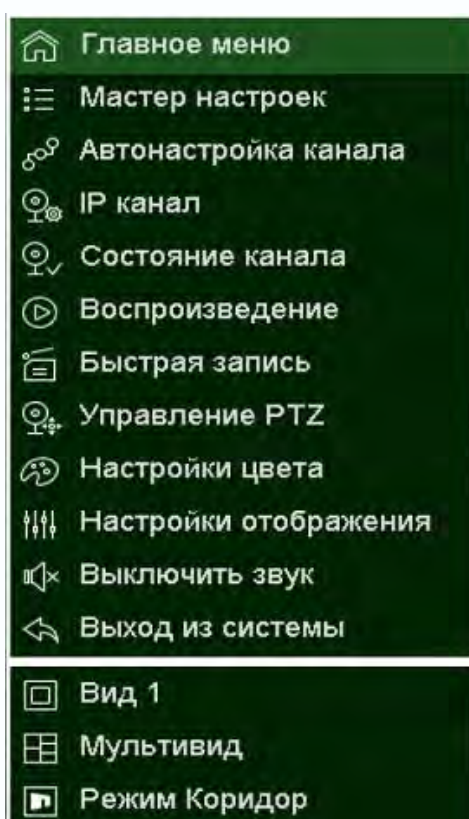 Главное меню
Мастер настроек
Автонастройка канала
IP канал
Состояние канала
Воспроизведение
Быстрая запись
Управление PTZ
Настройки цвета
Настройки отображения
Выключить звук
Выход из системы
Вид 1
Мультивид
Режим Коридор